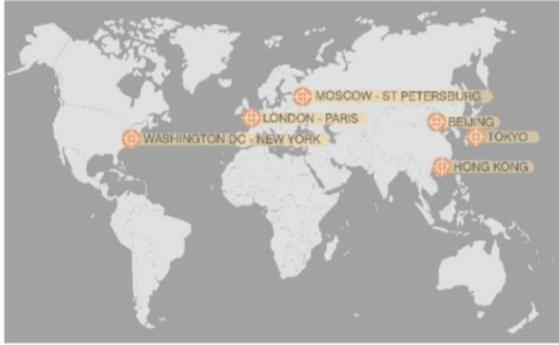 MOSCOW - ST PETERSBURG
LONDON - PARIS
BEIJING
WASHINGTON DC - NEW YORK
TOKYO
HONG KONG